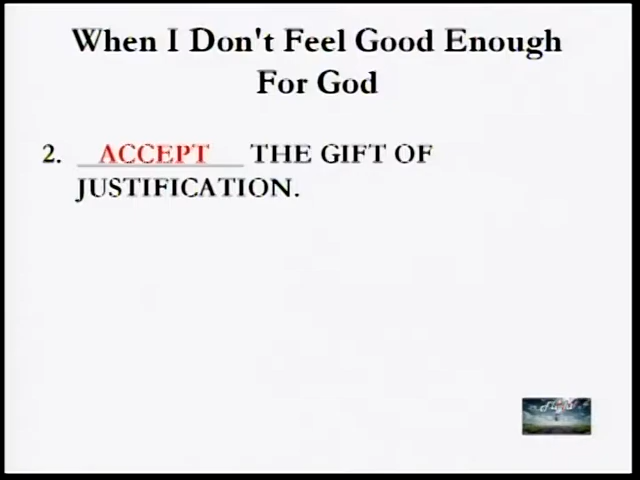 When I Don't Feel Good Enough
For God
2. ACCEPT THE GIFT OF
JUSTIFICATION.